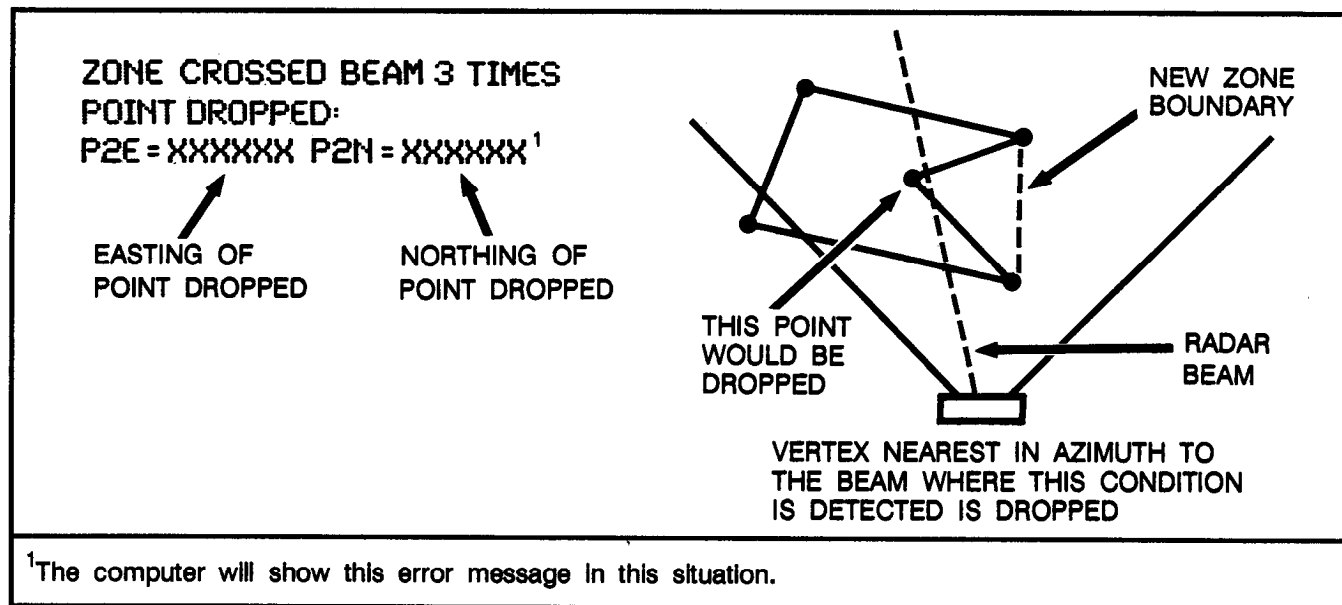 ZONE CROSSED BEAM 3 TIMES
POINT DROPPED:
P2E = XXXXXX P2N = XXXXXX¹
EASTING OF
POINT DROPPED
NORTHING OF
POINT DROPPED
NEW ZONE
BOUNDARY
THIS POINT
WOULD BE
DROPPED
RADAR
BEAM
VERTEX NEAREST IN AZIMUTH TO
THE BEAM WHERE THIS CONDITION
IS DETECTED IS DROPPED
¹The computer will show this error message in this situation.